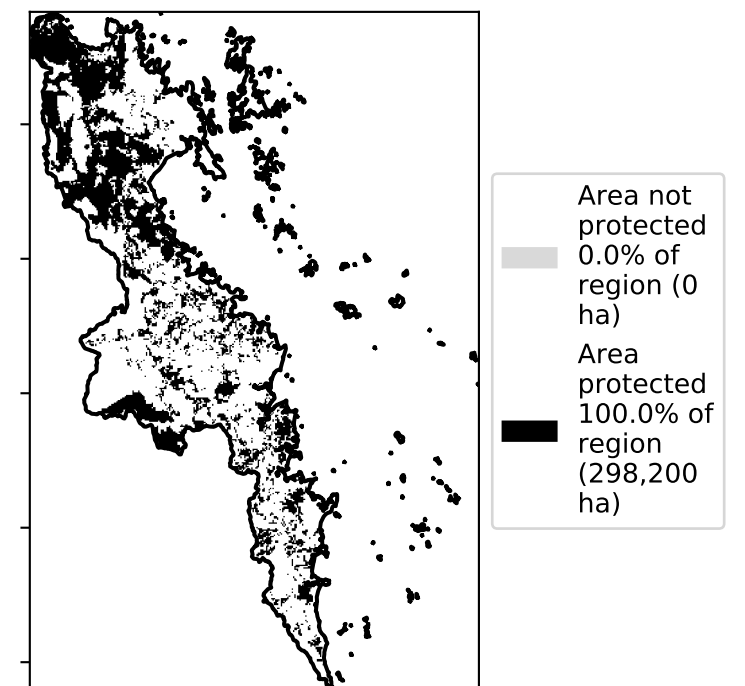 Area not
protected
0.0% of
region (0
ha)
Area
protected
100.0% of
region
(298,200
ha)